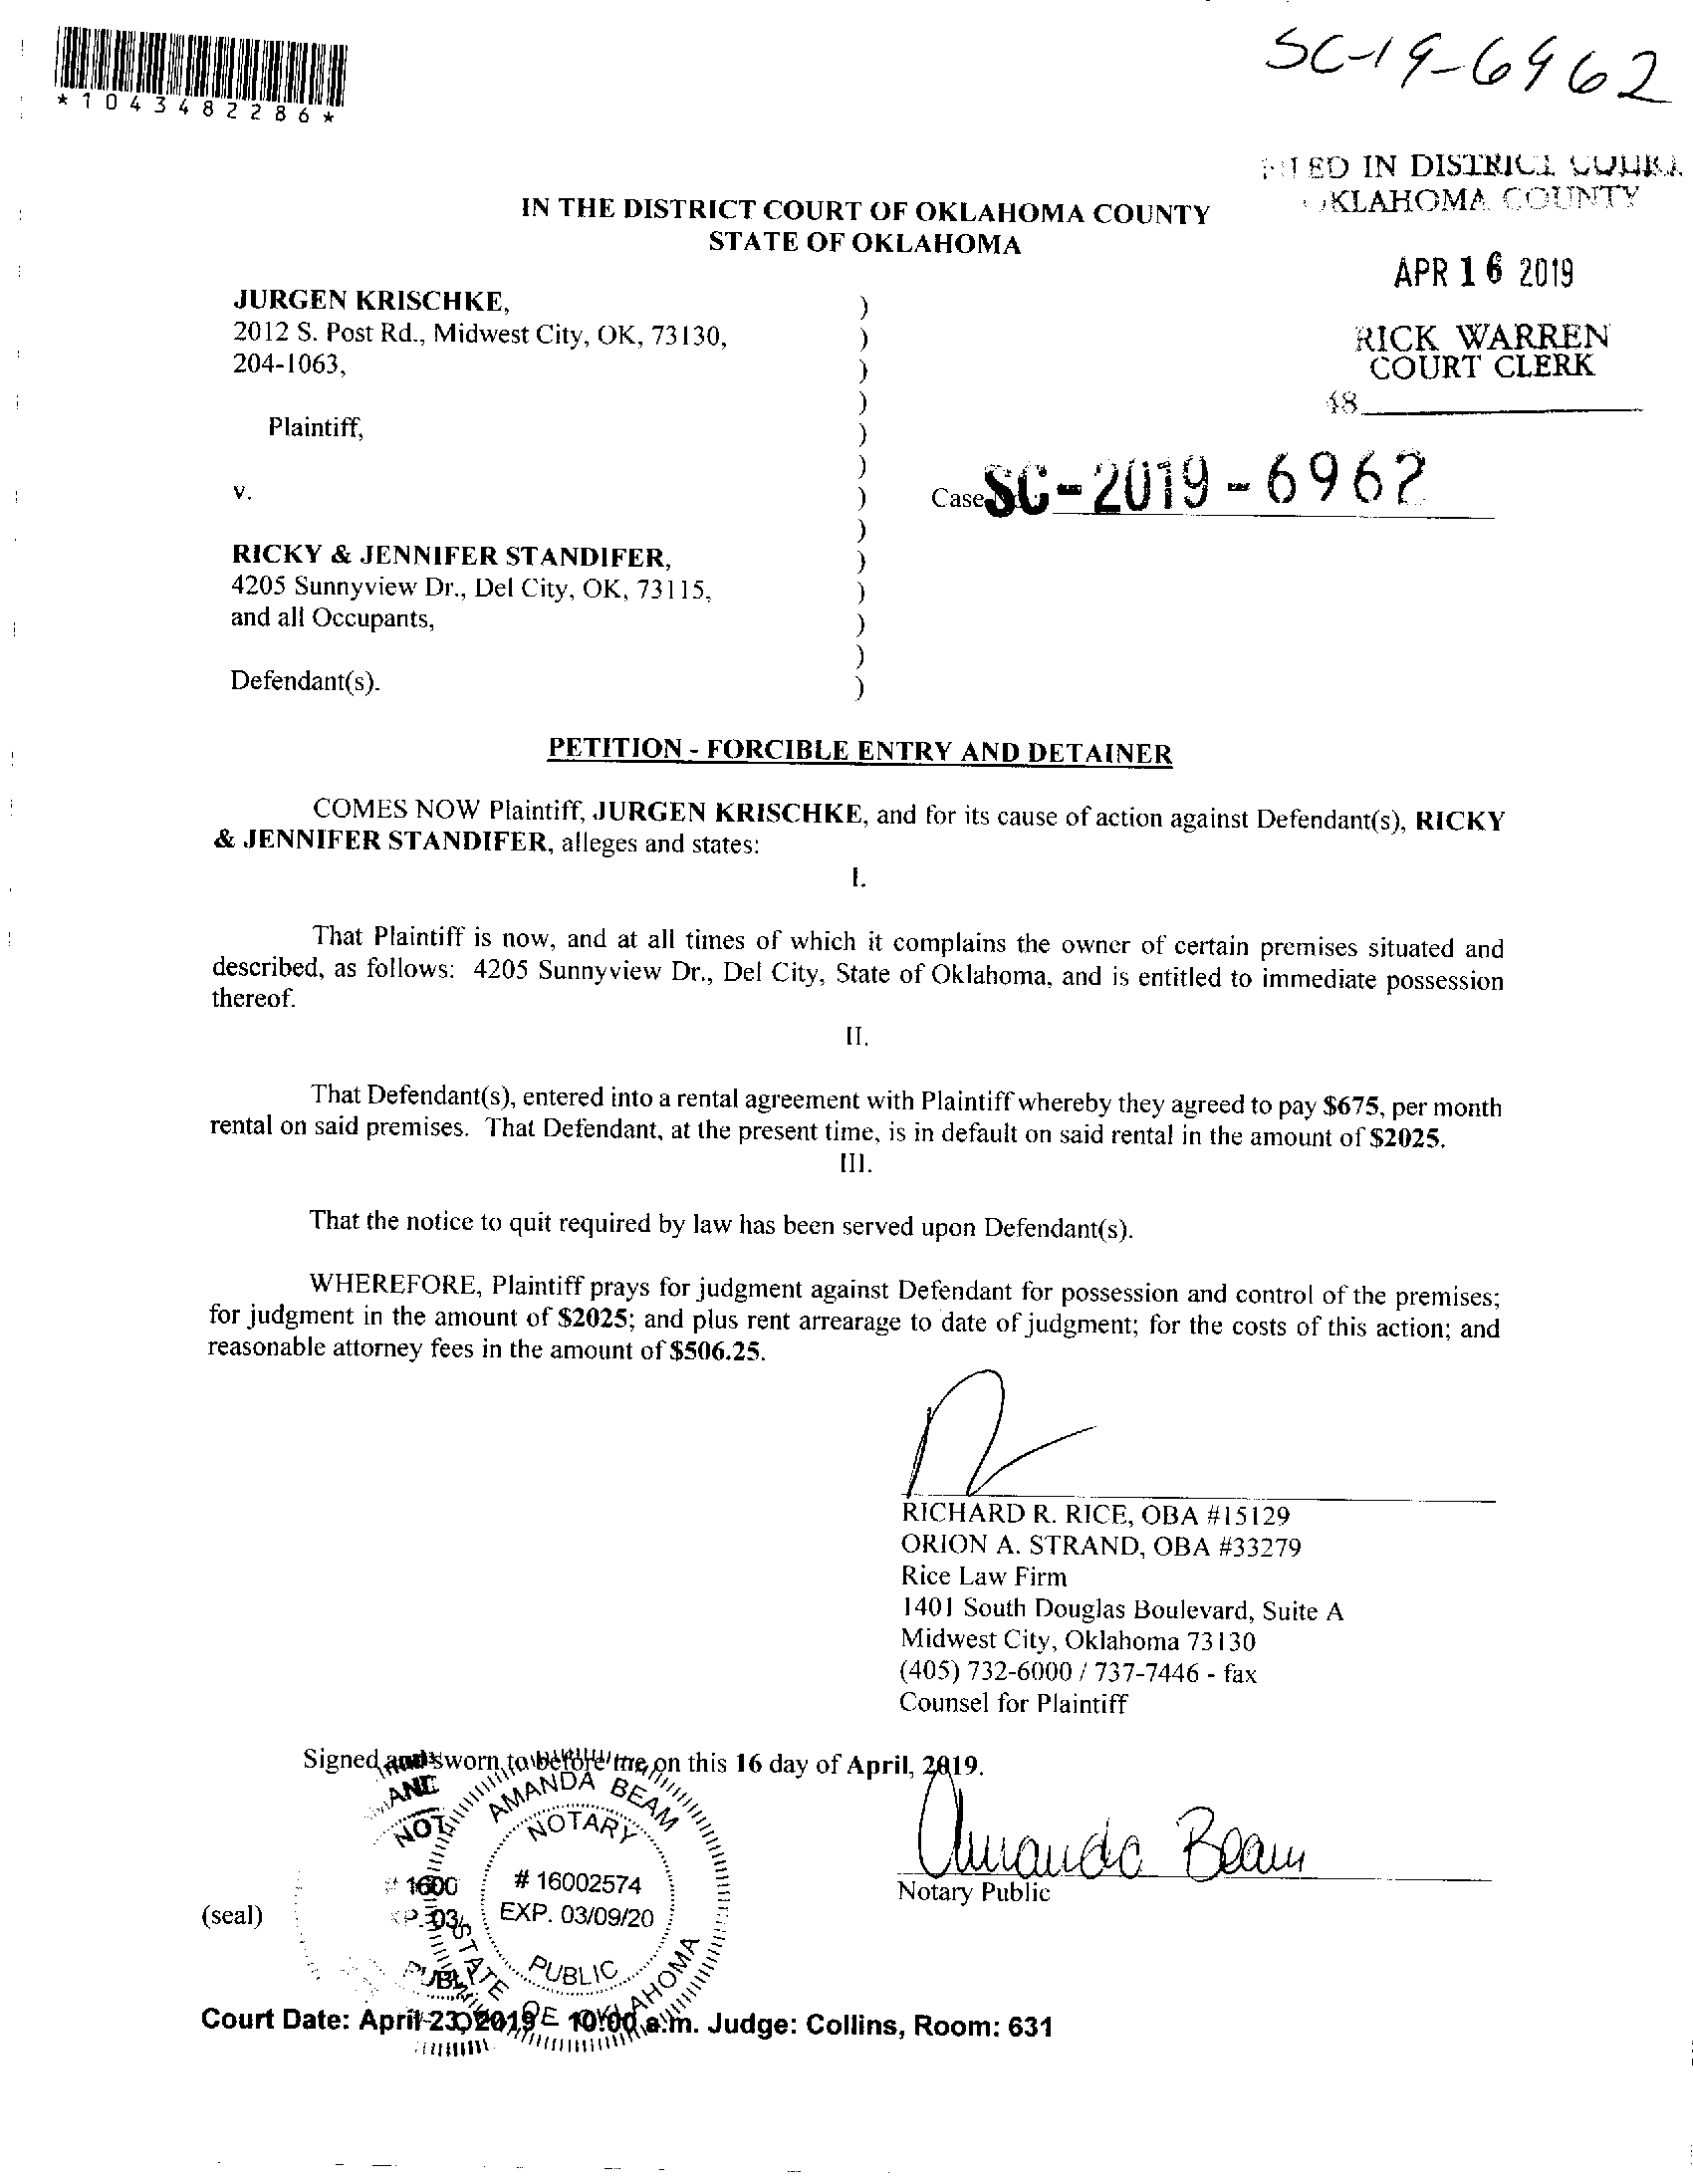 SC-19-6962
*1043482286*
FILED IN DISTRICT COURT
OKLAHOMA COUNTY
IN THE DISTRICT COURT OF OKLAHOMA COUNTY
STATE OF OKLAHOMA
APR 16 2019
RICK WARREN
COURT CLERK
48
JURGEN KRISCHKE, )
2012 S. Post Rd., Midwest City, OK, 73130, )
204-1063, )
)
Plaintiff, )
)
v. ) Case SC-2019-6962
)
RICKY & JENNIFER STANDIFER, )
4205 Sunnyview Dr., Del City, OK, 73115, )
and all Occupants, )
)
Defendant(s). )
PETITION - FORCIBLE ENTRY AND DETAINER
COMES NOW Plaintiff, JURGEN KRISCHKE, and for its cause of action against Defendant(s), RICKY
& JENNIFER STANDIFER, alleges and states:
I.
That Plaintiff is now, and at all times of which it complains the owner of certain premises situated and
described, as follows: 4205 Sunnyview Dr., Del City, State of Oklahoma, and is entitled to immediate possession
thereof.
II.
That Defendant(s), entered into a rental agreement with Plaintiff whereby they agreed to pay $675, per month
rental on said premises. That Defendant, at the present time, is in default on said rental in the amount of $2025.
III.
That the notice to quit required by law has been served upon Defendant(s).
WHEREFORE, Plaintiff prays for judgment against Defendant for possession and control of the premises;
for judgment in the amount of $2025; and plus rent arrearage to date of judgment; for the costs of this action; and
reasonable attorney fees in the amount of $506.25.
RICHARD R. RICE, OBA #15129
ORION A. STRAND, OBA #33279
Rice Law Firm
1401 South Douglas Boulevard, Suite A
Midwest City, Oklahoma 73130
(405) 732-6000 / 737-7446 - fax
Counsel for Plaintiff
Signed and sworn to before me on this 16 day of April, 2019.
AMANDA BEAM
NOTARY
# 16002574
EXP. 03/09/20
PUBLIC
STATE OF OKLAHOMA
Amanda Beam
Notary Public
(seal)
Court Date: April 23, 2019 10:00 a.m. Judge: Collins, Room: 631